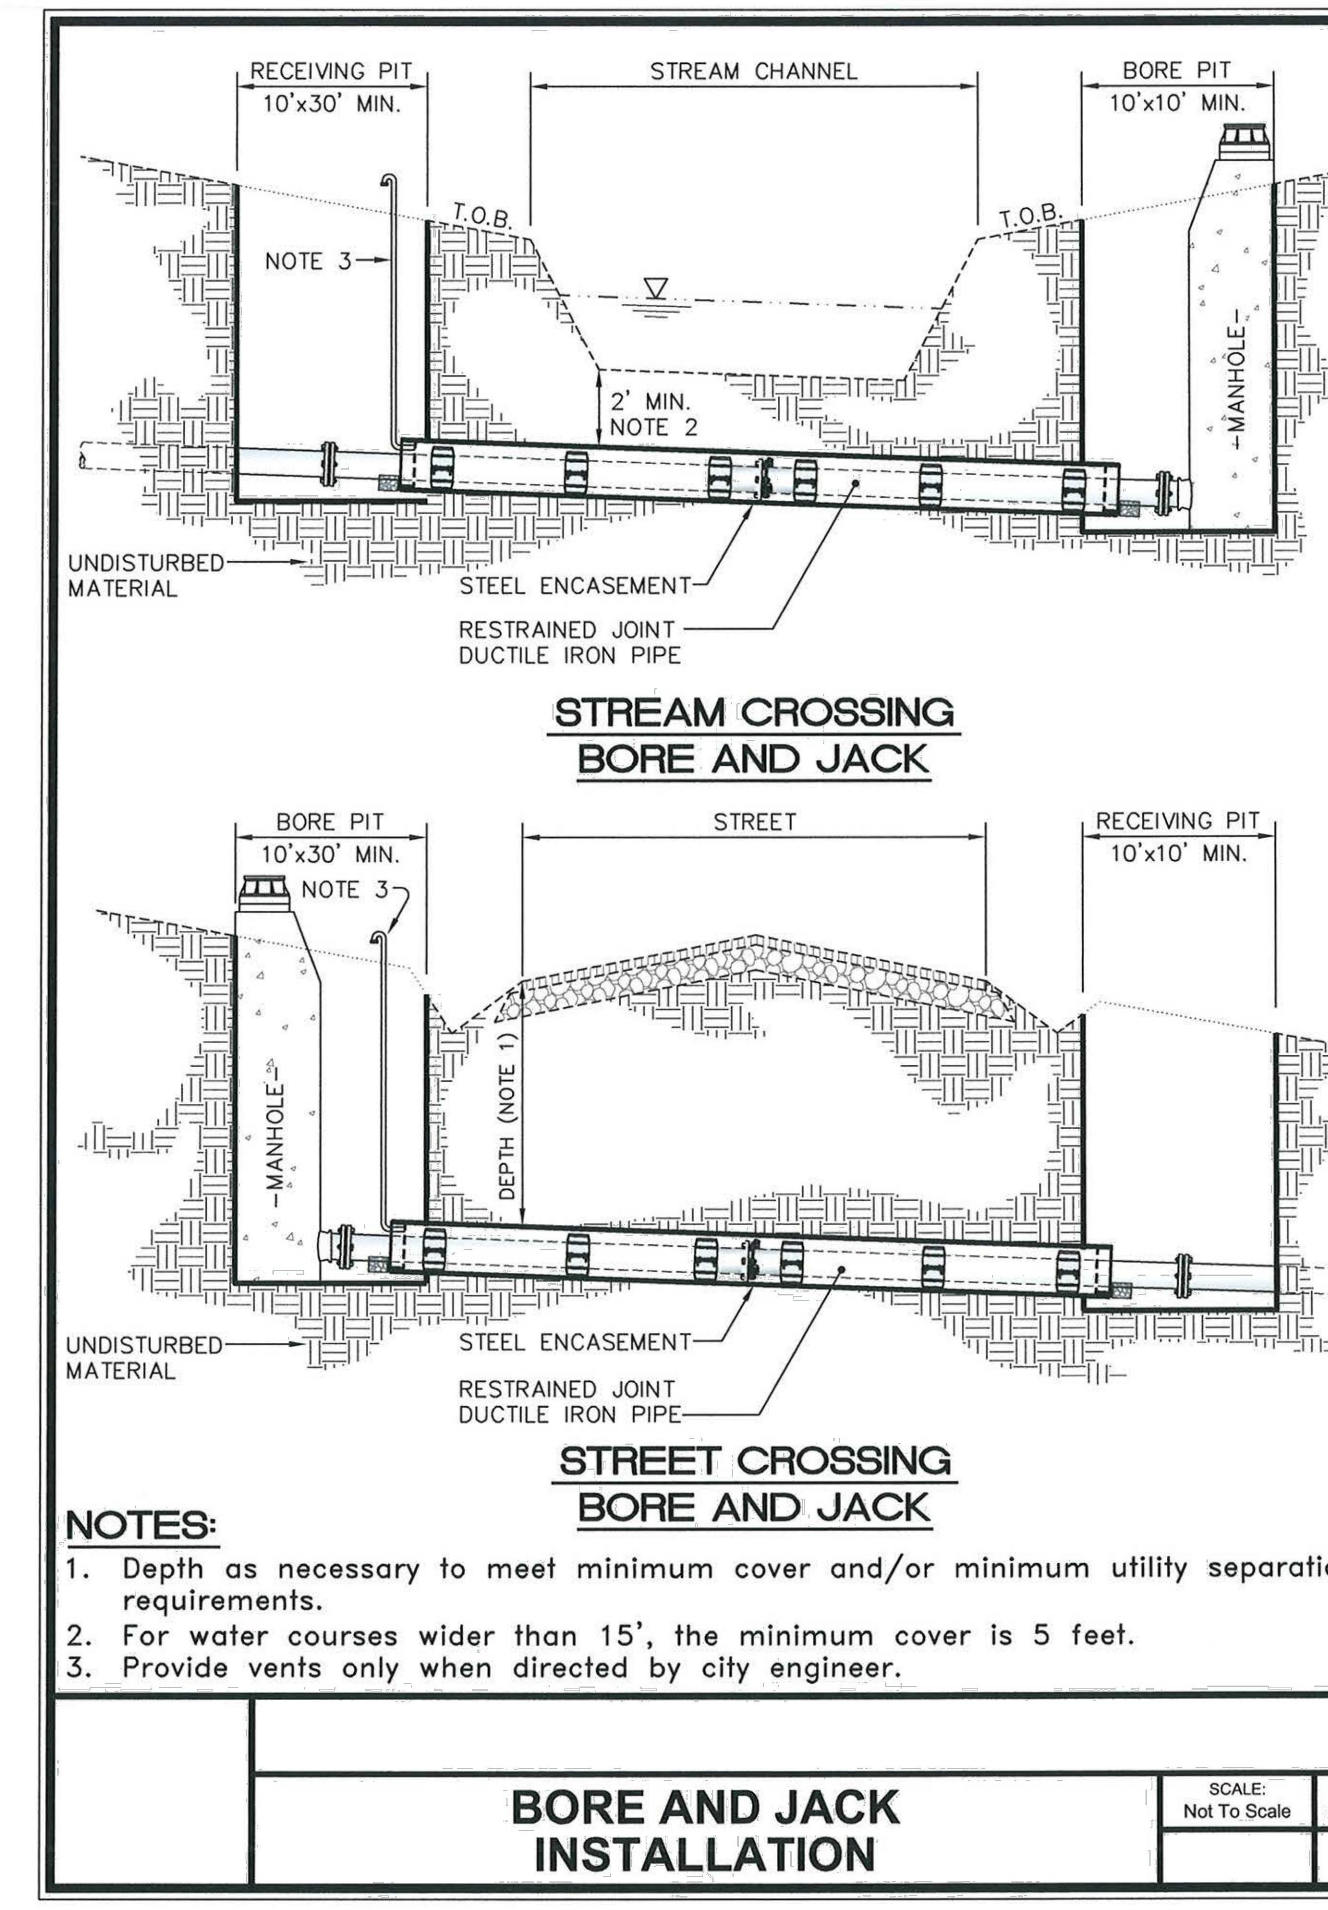 RECEIVING PIT
10'x30' MIN.
STREAM CHANNEL
BORE PIT
10'x10' MIN.
T.O.B.
T.O.B.
NOTE 3
-MANHOLE-
2' MIN.
NOTE 2
UNDISTURBED
MATERIAL
STEEL ENCASEMENT
RESTRAINED JOINT
DUCTILE IRON PIPE
STREAM CROSSING
BORE AND JACK
BORE PIT
10'x30' MIN.
STREET
RECEIVING PIT
10'x10' MIN.
NOTE 3
-MANHOLE-
DEPTH (NOTE 1)
UNDISTURBED
MATERIAL
STEEL ENCASEMENT
RESTRAINED JOINT
DUCTILE IRON PIPE
STREET CROSSING
BORE AND JACK
NOTES:
1. Depth as necessary to meet minimum cover and/or minimum utility separatio
requirements.
2. For water courses wider than 15', the minimum cover is 5 feet.
3. Provide vents only when directed by city engineer.
BORE AND JACK
INSTALLATION
SCALE:
Not To Scale